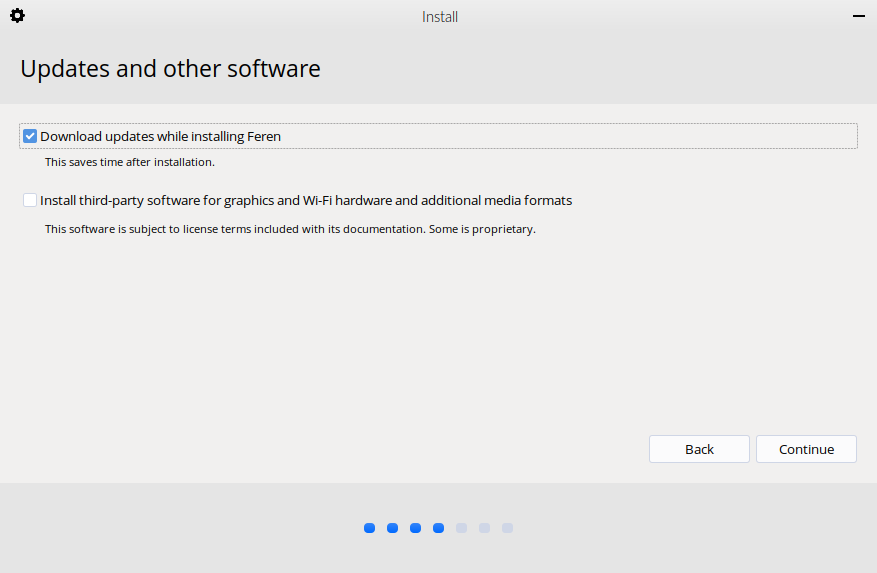 Install
Updates and other software
Download updates while installing Feren
This saves time after installation.
Install third-party software for graphics and Wi-Fi hardware and additional media formats
This software is subject to license terms included with its documentation. Some is proprietary.
Back
Continue